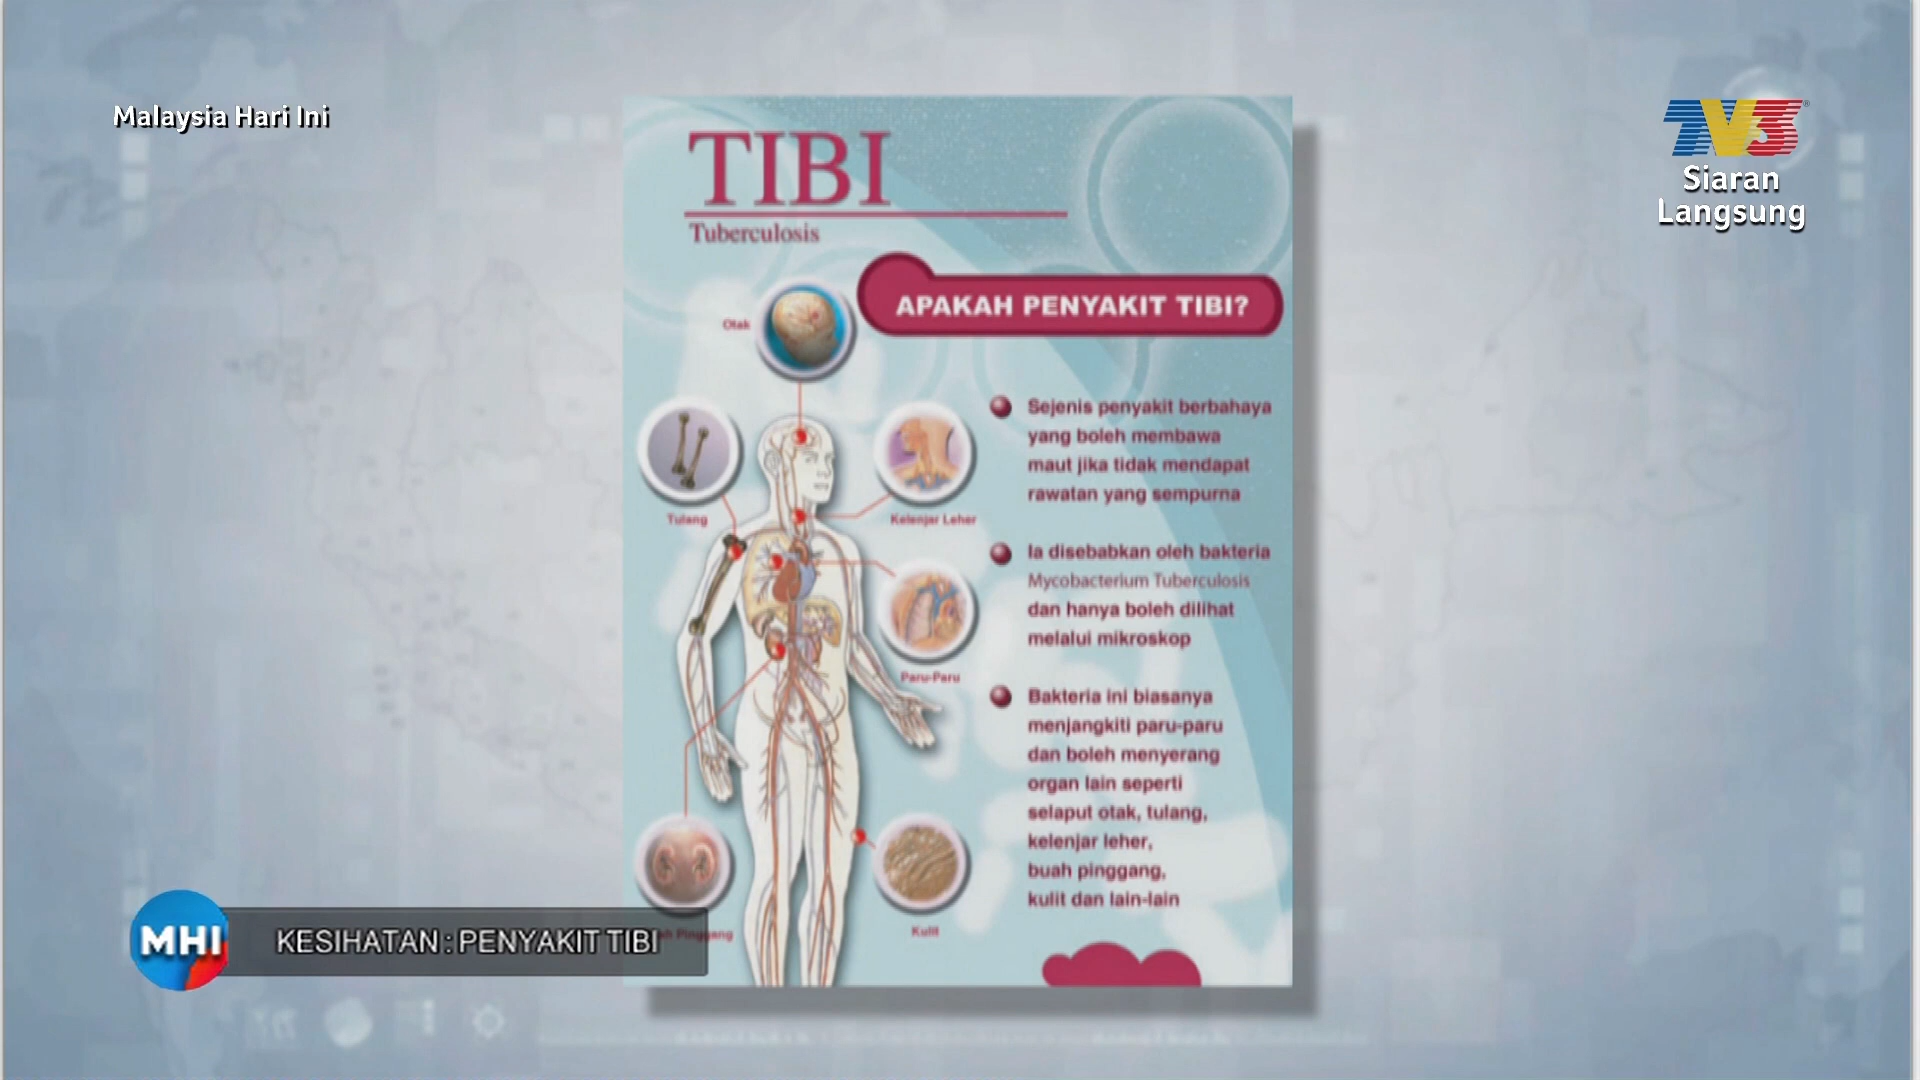 Malaysia Hari Ini
TV3
Siaran
Langsung
TIBI
Tuberculosis
APAKAH PENYAKIT TIBI?
Otak
Tulang
Kelenjar Leher
Paru-Paru
Pinggang
Kulit
Sejenis penyakit berbahaya
yang boleh membawa
maut jika tidak mendapat
rawatan yang sempurna
Ia disebabkan oleh bakteria
Mycobacterium Tuberculosis
dan hanya boleh dilihat
melalui mikroskop
Bakteria ini biasanya
menjangkiti paru-paru
dan boleh menyerang
organ lain seperti
selaput otak, tulang,
kelenjar leher,
buah pinggang,
kulit dan lain-lain
MHI
KESIHATAN : PENYAKIT TIBI